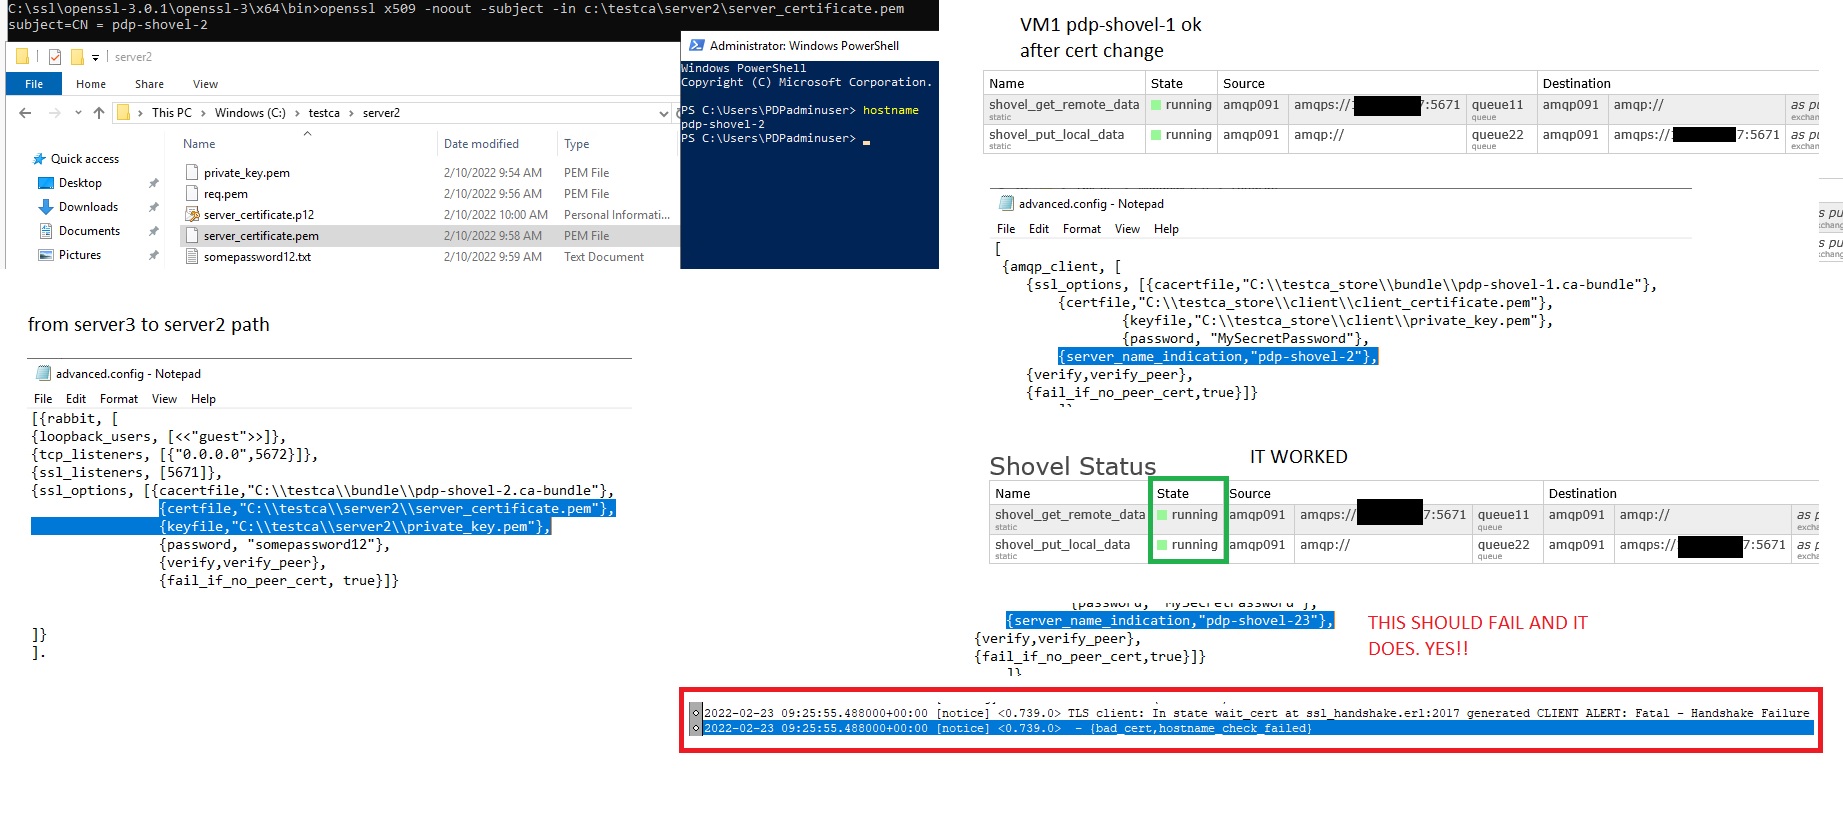 C:\ssl\openssl-3.0.1\openssl-3\x64\bin>openssl x509 -noout -subject -in c:\testca\server2\server_certificate.pem
subject=CN = pdp-shovel-2
server2
File Home Share View
This PC > Windows (C:) > testca > server2
Name Date modified Type
Quick access
Desktop
Downloads
Documents
Pictures
private_key.pem 2/10/2022 9:54 AM PEM File
req.pem 2/10/2022 9:56 AM PEM File
server_certificate.p12 2/10/2022 10:00 AM Personal Informati...
server_certificate.pem 2/10/2022 9:58 AM PEM File
somepassword12.txt 2/10/2022 9:59 AM Text Document
Administrator: Windows PowerShell
Windows PowerShell
Copyright (C) Microsoft Corporation.
PS C:\Users\PDPadminuser> hostname
pdp-shovel-2
PS C:\Users\PDPadminuser>
from server3 to server2 path
advanced.config - Notepad
File Edit Format View Help
[{rabbit, [
{loopback_users, [<<"guest">>]},
{tcp_listeners, [{"0.0.0.0",5672}]},
{ssl_listeners, [5671]},
{ssl_options, [{cacertfile,"C:\\testca\\bundle\\pdp-shovel-2.ca-bundle"},
{certfile,"C:\\testca\\server2\\server_certificate.pem"},
{keyfile,"C:\\testca\\server2\\private_key.pem"},
{password, "somepassword12"},
{verify,verify_peer},
{fail_if_no_peer_cert, true}]}
]}
].
VM1 pdp-shovel-1 ok
after cert change
Name State Source Destination
shovel_get_remote_data running amqp091 amqps:// 7:5671 queue11 amqp091 amqp:// as pu
static queue exchan
shovel_put_local_data running amqp091 amqp:// queue22 amqp091 amqps:// 7:5671 as pu
static queue exchan
s pu
chang
s pu
chang
advanced.config - Notepad
File Edit Format View Help
[
{amqp_client, [
{ssl_options, [{cacertfile,"C:\\testca_store\\bundle\\pdp-shovel-1.ca-bundle"},
{certfile,"C:\\testca_store\\client\\client_certificate.pem"},
{keyfile,"C:\\testca_store\\client\\private_key.pem"},
{password, "MySecretPassword"},
{server_name_indication,"pdp-shovel-2"},
{verify,verify_peer},
{fail_if_no_peer_cert,true}]}
IT WORKED
Shovel Status
Name State Source Destination
shovel_get_remote_data running amqp091 amqps:// 7:5671 queue11 amqp091 amqp:// as p
static queue excha
shovel_put_local_data running amqp091 amqp:// queue22 amqp091 amqps:// 7:5671 as p
static queue excha
{password, "MySecretPassword"},
{server_name_indication,"pdp-shovel-23"},
{verify,verify_peer},
{fail_if_no_peer_cert,true}]}
]}
THIS SHOULD FAIL AND IT
DOES. YES!!
2022-02-23 09:25:55.488000+00:00 [notice] <0.739.0> TLS client: In state wait_cert at ssl_handshake.erl:2017 generated CLIENT ALERT: Fatal - Handshake Failure
2022-02-23 09:25:55.488000+00:00 [notice] <0.739.0> - {bad_cert,hostname_check_failed}